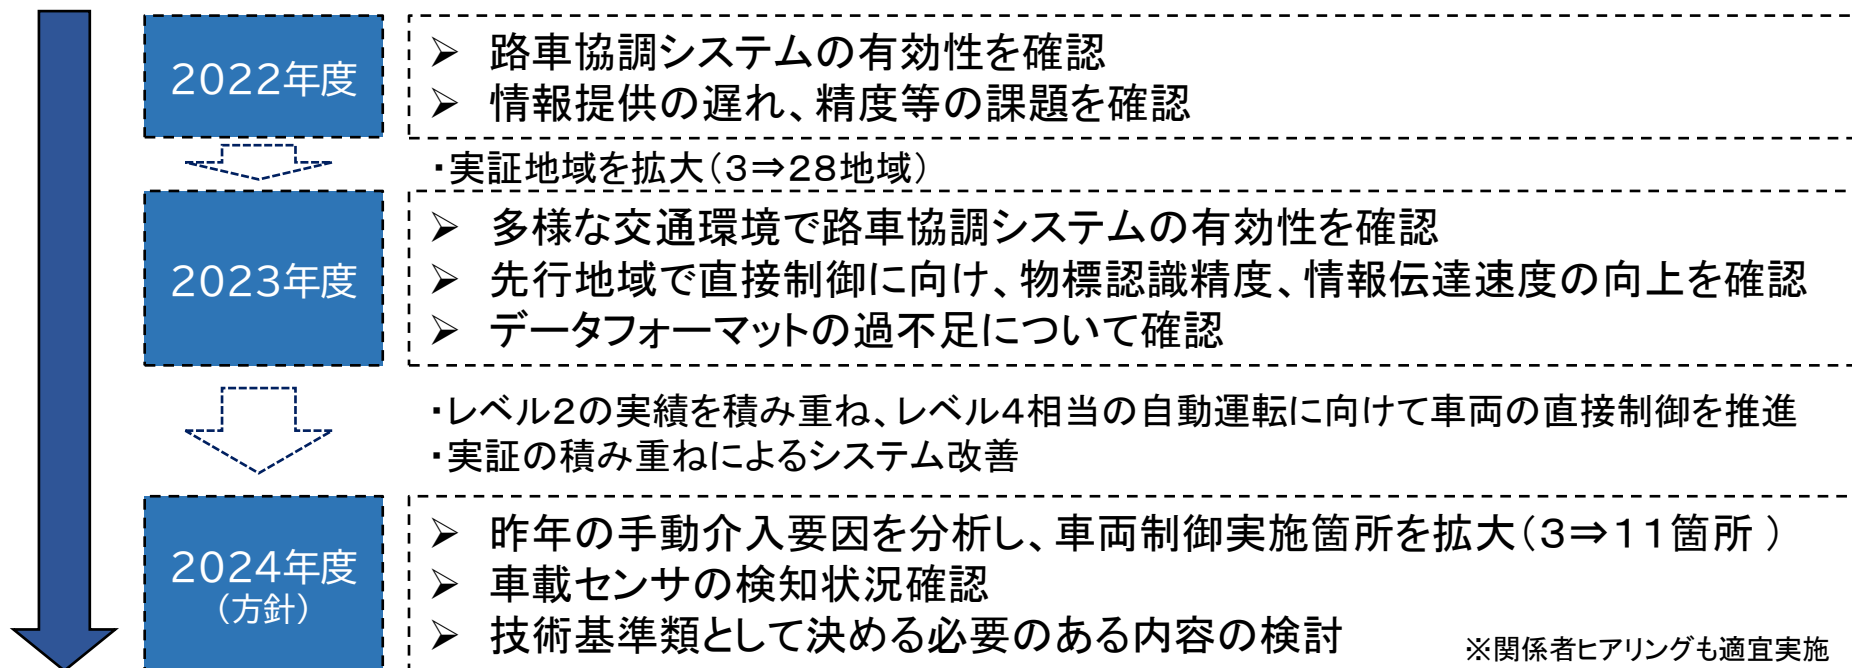 2022年度
➢ 路車協調システムの有効性を確認
➢ 情報提供の遅れ、精度等の課題を確認
・実証地域を拡大（3⇒28地域）
2023年度
➢ 多様な交通環境で路車協調システムの有効性を確認
➢ 先行地域で直接制御に向け、物標認識精度、情報伝達速度の向上を確認
➢ データフォーマットの過不足について確認
・レベル2の実績を積み重ね、レベル4相当の自動運転に向けて車両の直接制御を推進
・実証の積み重ねによるシステム改善
2024年度
（方針）
➢ 昨年の手動介入要因を分析し、車両制御実施箇所を拡大（3⇒11箇所 ）
➢ 車載センサの検知状況確認
➢ 技術基準類として決める必要のある内容の検討
※関係者ヒアリングも適宜実施